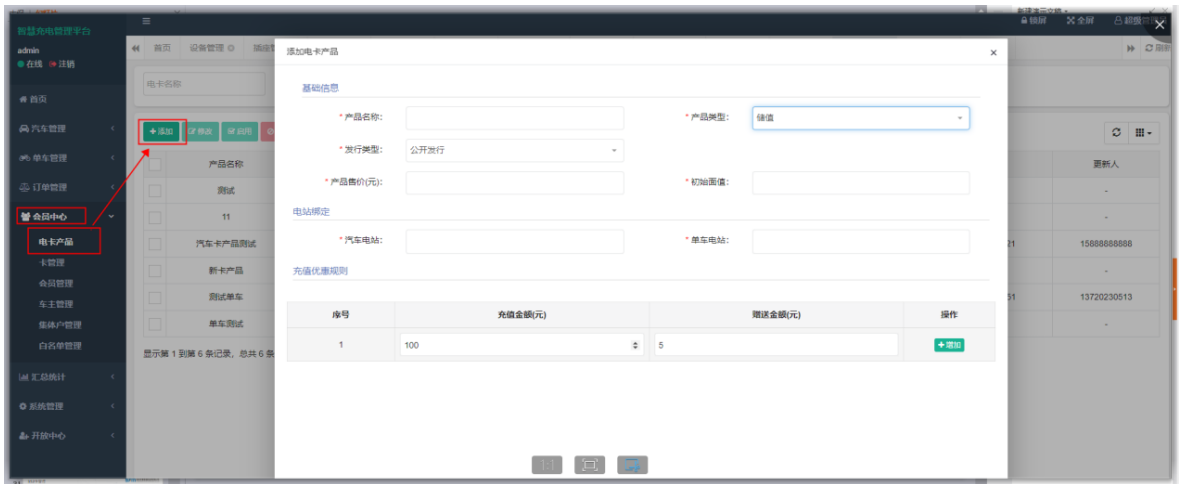 智慧充电管理平台
admin
在线 注销
首页
汽车管理
单车管理
订单管理
会员中心
电卡产品
卡管理
会员管理
车主管理
集体户管理
白名单管理
汇总统计
系统管理
开放中心
锁屏 全屏 超级管理员
首页 设备管理
电卡名称
添加 修改 启用
产品名称 更新人
测试 -
11 -
汽车卡产品测试 21 15888888888
新卡产品 -
测试单车 51 13720230513
单车测试 -
显示第 1 到第 6 条记录，总共 6 条
添加电卡产品 ×
基础信息
* 产品名称： * 产品类型： 储值
* 发行类型： 公开发行
* 产品售价(元)： * 初始面值：
电站绑定
* 汽车电站： * 单车电站：
充值优惠规则
序号 充值金额(元) 赠送金额(元) 操作
1 100 5 增加